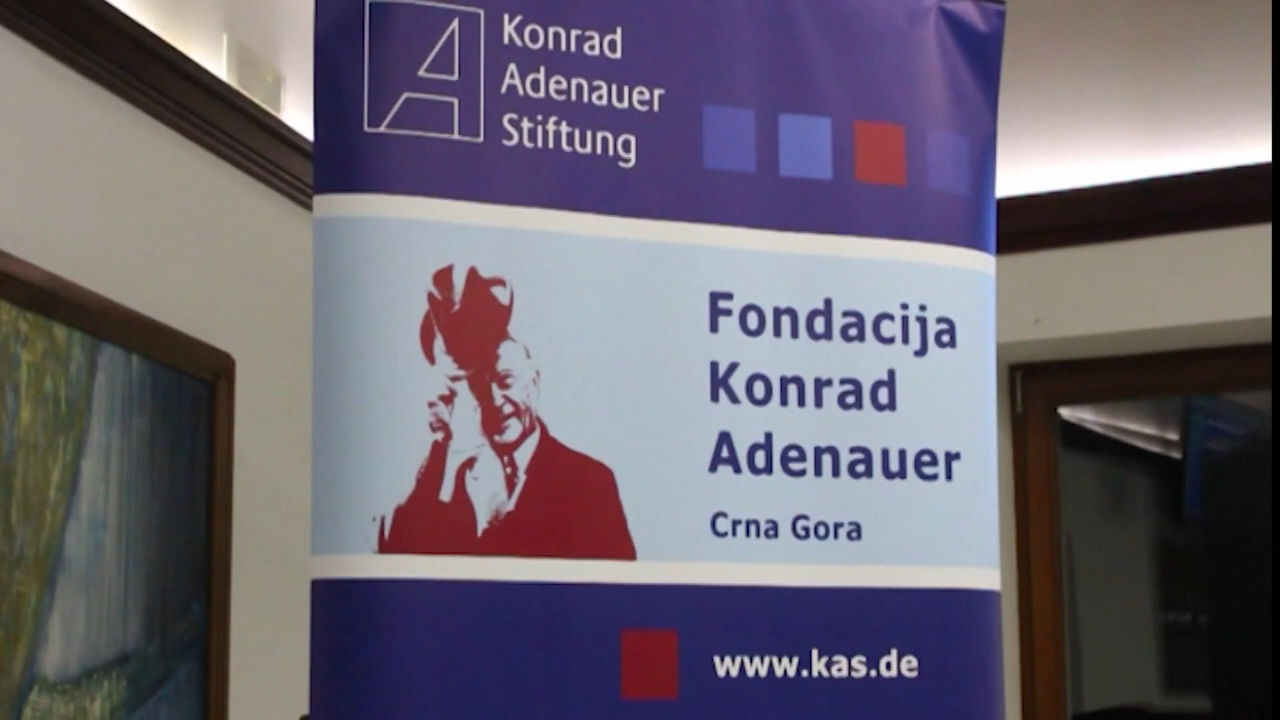 Konrad
Adenauer
Stiftung
Fondacija
Konrad
Adenauer
Crna Gora
www.kas.de